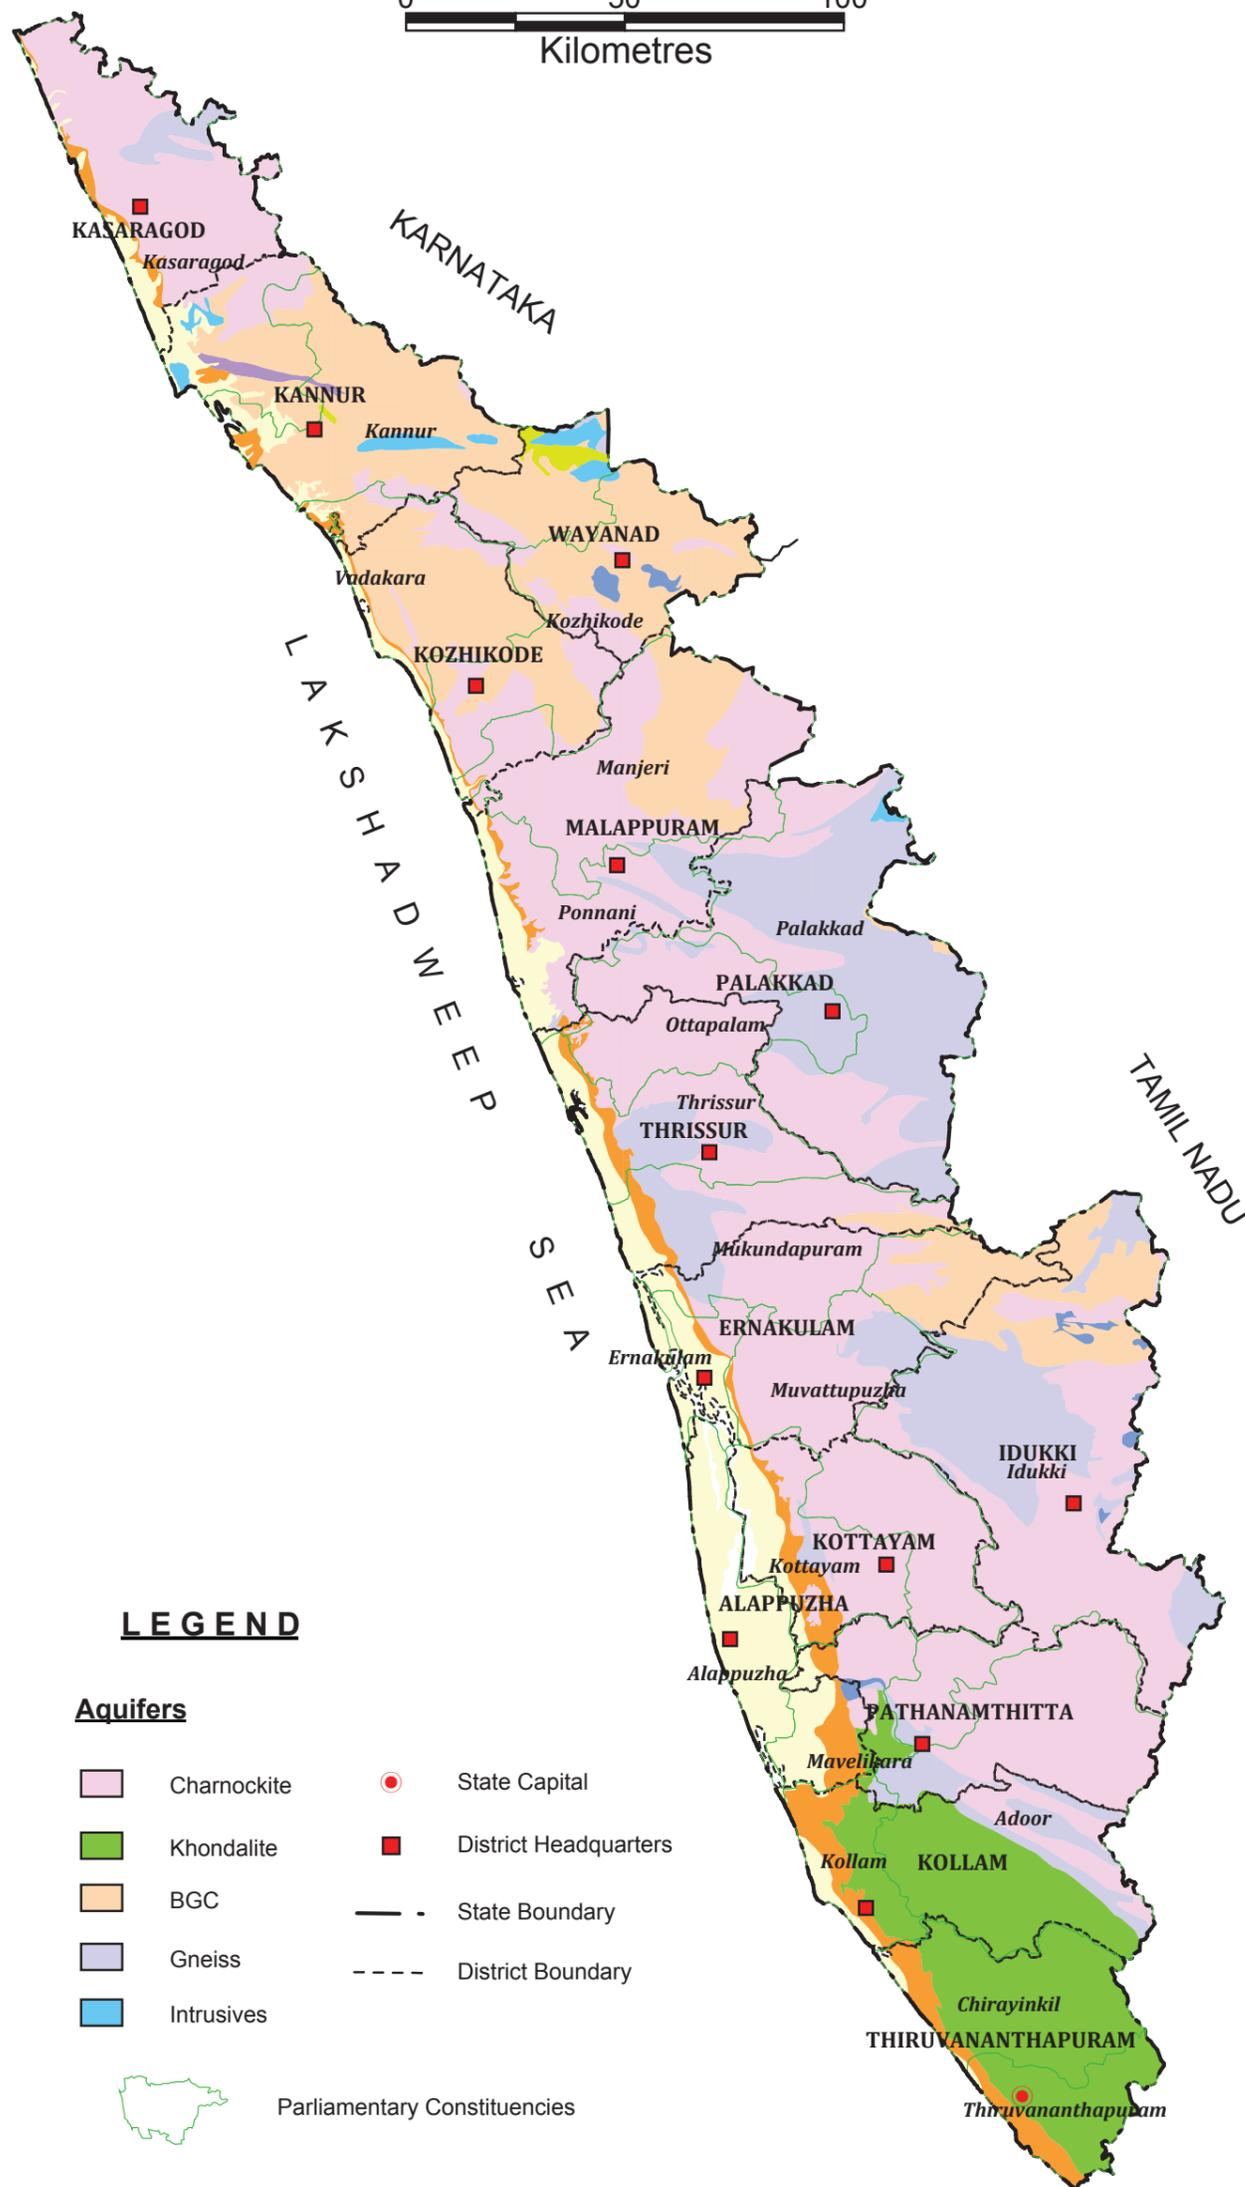 0 50 100
Kilometres
KARNATAKA
KASARAGOD
Kasaragod
KANNUR
Kannur
WAYANAD
Vadakara
Kozhikode
KOZHIKODE
LAKSHADWEEP SEA
Manjeri
MALAPPURAM
Ponnani
Palakkad
PALAKKAD
Ottapalam
TAMIL NADU
Thrissur
THRISSUR
Mukundapuram
ERNAKULAM
Ernakulam
Muvattupuzha
IDUKKI
Idukki
KOTTAYAM
Kottayam
ALAPPUZHA
Alappuzha
PATHANAMTHITTA
Mavelikara
Adoor
Kollam
KOLLAM
Chirayinkil
THIRUVANANTHAPURAM
Thiruvananthapuram
LEGEND
Aquifers
Charnockite
Khondalite
BGC
Gneiss
Intrusives
State Capital
District Headquarters
State Boundary
District Boundary
Parliamentary Constituencies